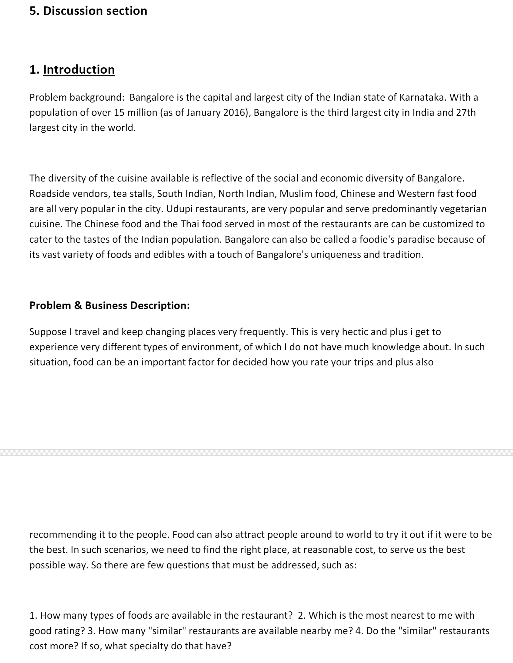 5. Discussion section
1. Introduction
Problem background:  Bangalore is the capital and largest city of the Indian state of Karnataka. With a
population of over 15 million (as of January 2016), Bangalore is the third largest city in India and 27th
largest city in the world.
The diversity of the cuisine available is reflective of the social and economic diversity of Bangalore.
Roadside vendors, tea stalls, South Indian, North Indian, Muslim food, Chinese and Western fast food
are all very popular in the city. Udupi restaurants, are very popular and serve predominantly vegetarian
cuisine. The Chinese food and the Thai food served in most of the restaurants are can be customized to
cater to the tastes of the Indian population. Bangalore can also be called a foodie's paradise because of
its vast variety of foods and edibles with a touch of Bangalore's uniqueness and tradition.
Problem & Business Description:
Suppose I travel and keep changing places very frequently. This is very hectic and plus i get to
experience very different types of environment, of which I do not have much knowledge about. In such
situation, food can be an important factor for decided how you rate your trips and plus also
recommending it to the people. Food can also attract people around to world to try it out if it were to be
the best. In such scenarios, we need to find the right place, at reasonable cost, to serve us the best
possible way. So there are few questions that must be addressed, such as:
1. How many types of foods are available in the restaurant?  2. Which is the most nearest to me with
good rating? 3. How many "similar" restaurants are available nearby me? 4. Do the "similar" restaurants
cost more? If so, what specialty do that have?